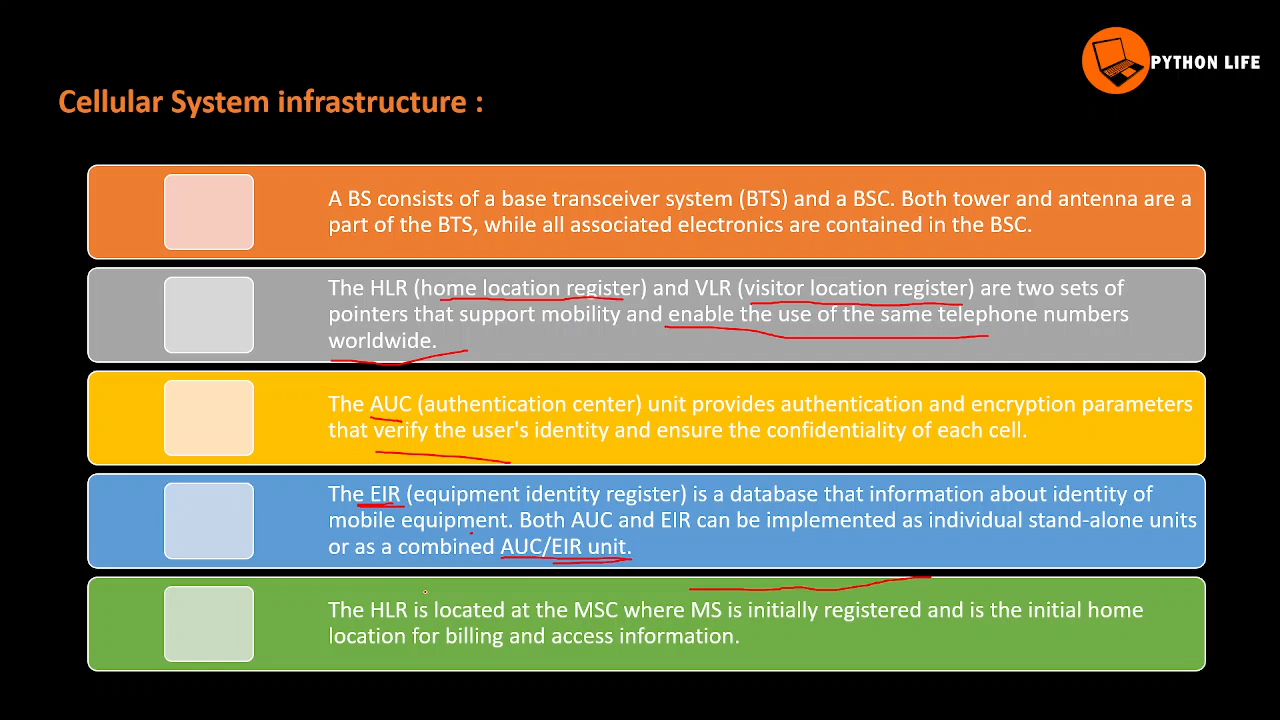 PYTHON LIFE
Cellular System infrastructure :
A BS consists of a base transceiver system (BTS) and a BSC. Both tower and antenna are a
part of the BTS, while all associated electronics are contained in the BSC.
The HLR (home location register) and VLR (visitor location register) are two sets of
pointers that support mobility and enable the use of the same telephone numbers
worldwide.
The AUC (authentication center) unit provides authentication and encryption parameters
that verify the user's identity and ensure the confidentiality of each cell.
The EIR (equipment identity register) is a database that information about identity of
mobile equipment. Both AUC and EIR can be implemented as individual stand-alone units
or as a combined AUC/EIR unit.
The HLR is located at the MSC where MS is initially registered and is the initial home
location for billing and access information.